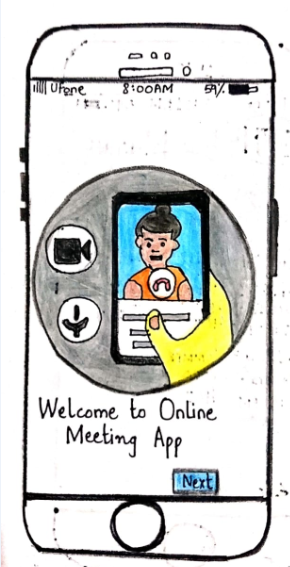 Ufone 8:00AM 59%
Welcome to Online
Meeting App
Next